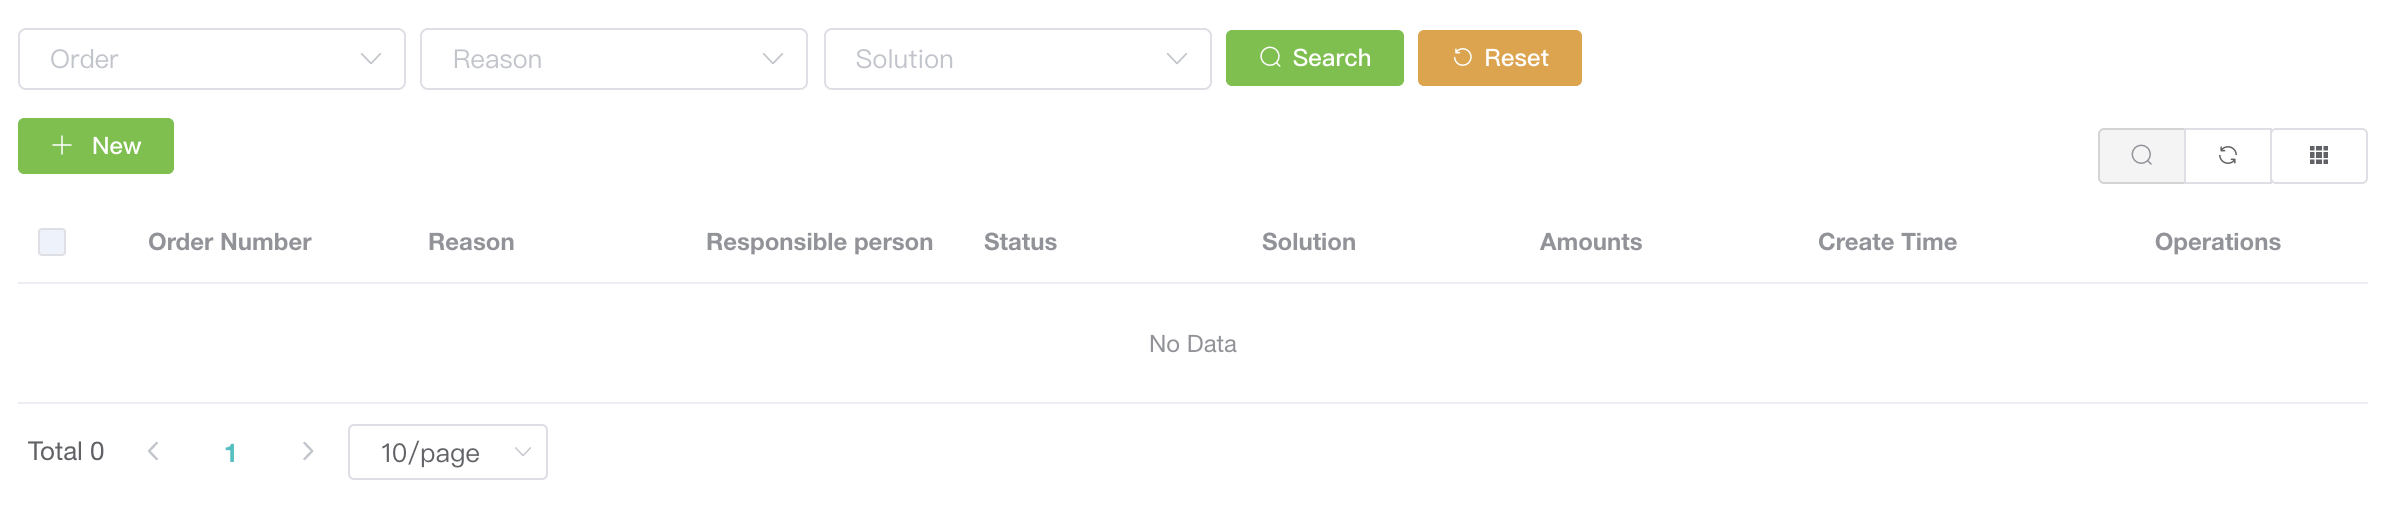 Order Reason Solution Search Reset
New
Order Number Reason Responsible person Status Solution Amounts Create Time Operations
No Data
Total 0 1 10/page